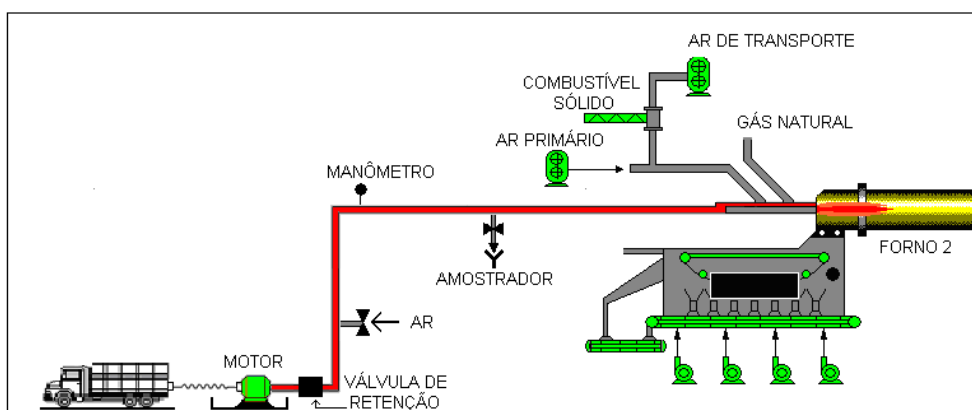 AR DE TRANSPORTE
COMBUSTÍVEL
SÓLIDO
GÁS NATURAL
AR PRIMÁRIO
MANÔMETRO
FORNO 2
AMOSTRADOR
AR
MOTOR
VÁLVULA DE
RETENÇÃO